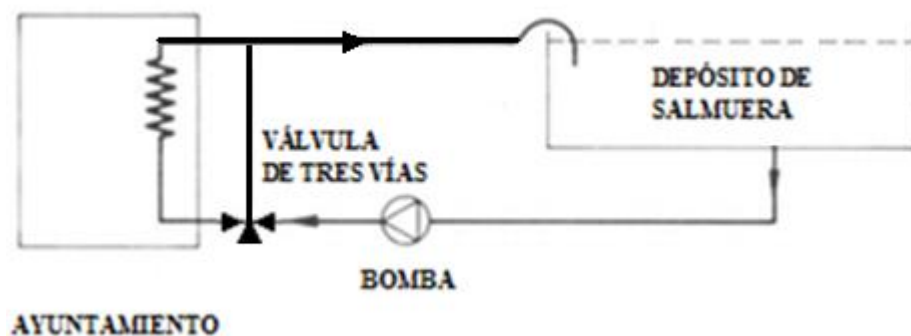 DEPÓSITO DE
SALMUERA
VÁLVULA
DE TRES VÍAS
BOMBA
AYUNTAMIENTO